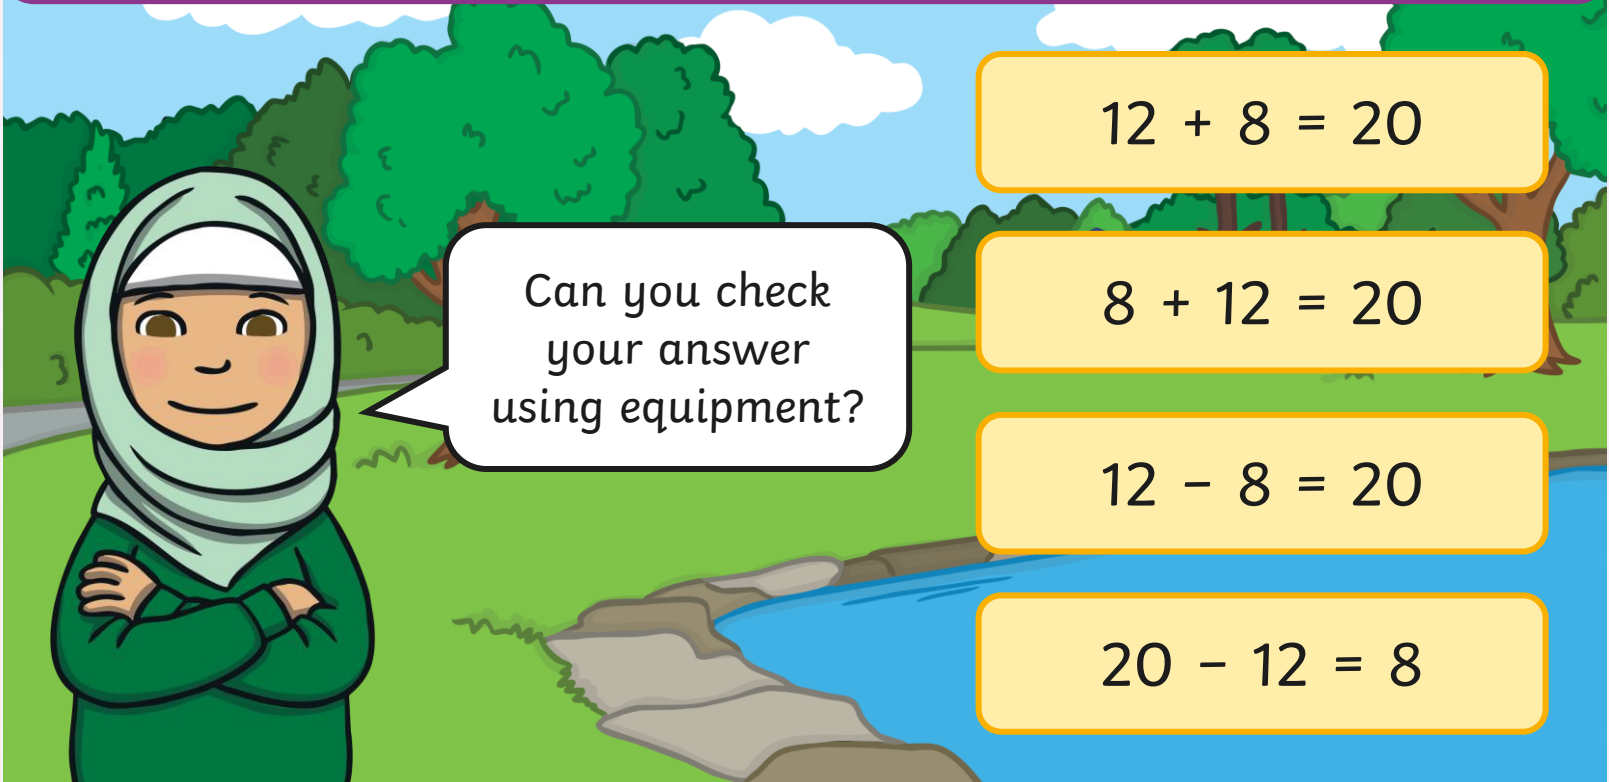 Can you check
your answer
using equipment?
12 + 8 = 20
8 + 12 = 20
12 − 8 = 20
20 − 12 = 8